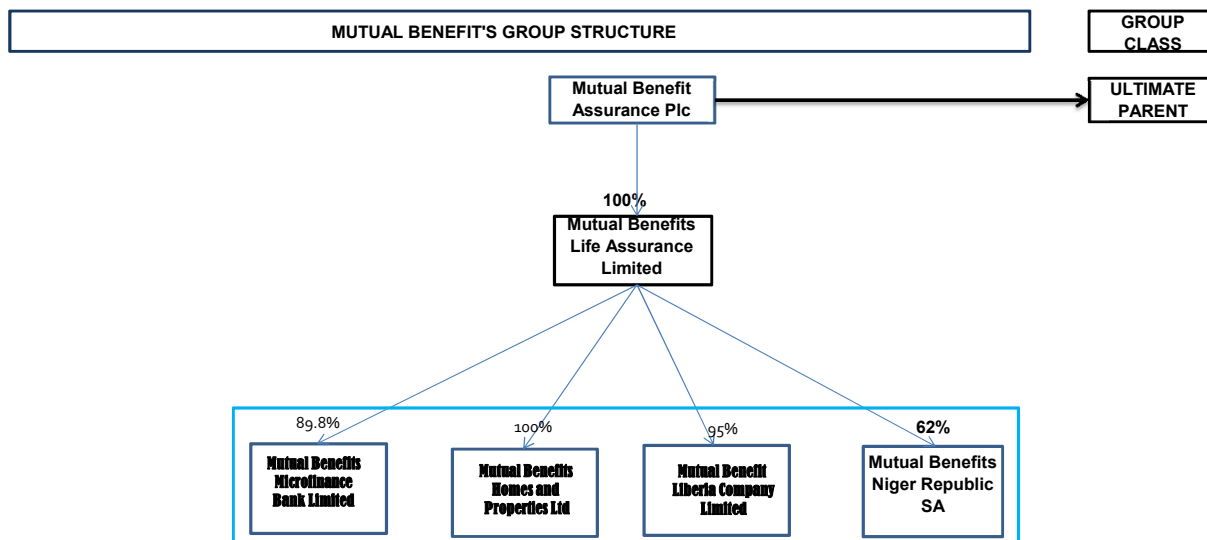 MUTUAL BENEFIT'S GROUP STRUCTURE
GROUP
CLASS
Mutual Benefit
Assurance Plc
ULTIMATE
PARENT
100%
Mutual Benefits
Life Assurance
Limited
89.8%
100%
95%
62%
Mutual Benefits
Microfinance
Bank Limited
Mutual Benefits
Homes and
Properties Ltd
Mutual Benefit
Liberia Company
Limited
Mutual Benefits
Niger Republic
SA